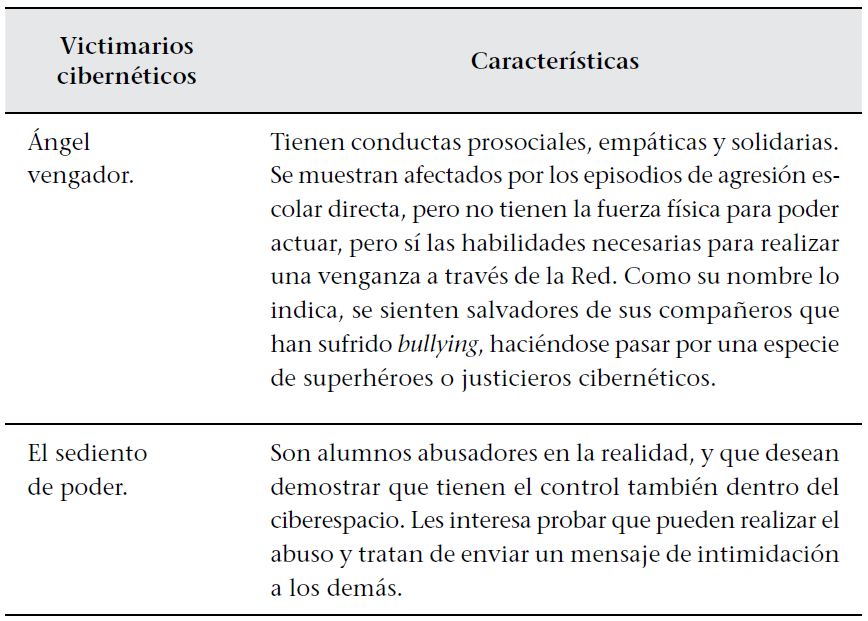 Victimarios
cibernéticos
Características
Ángel
vengador.
Tienen conductas prosociales, empáticas y solidarias.
Se muestran afectados por los episodios de agresión es-
colar directa, pero no tienen la fuerza física para poder
actuar, pero sí las habilidades necesarias para realizar
una venganza a través de la Red. Como su nombre lo
indica, se sienten salvadores de sus compañeros que
han sufrido bullying, haciéndose pasar por una especie
de superhéroes o justicieros cibernéticos.
El sediento
de poder.
Son alumnos abusadores en la realidad, y que desean
demostrar que tienen el control también dentro del
ciberespacio. Les interesa probar que pueden realizar el
abuso y tratan de enviar un mensaje de intimidación
a los demás.